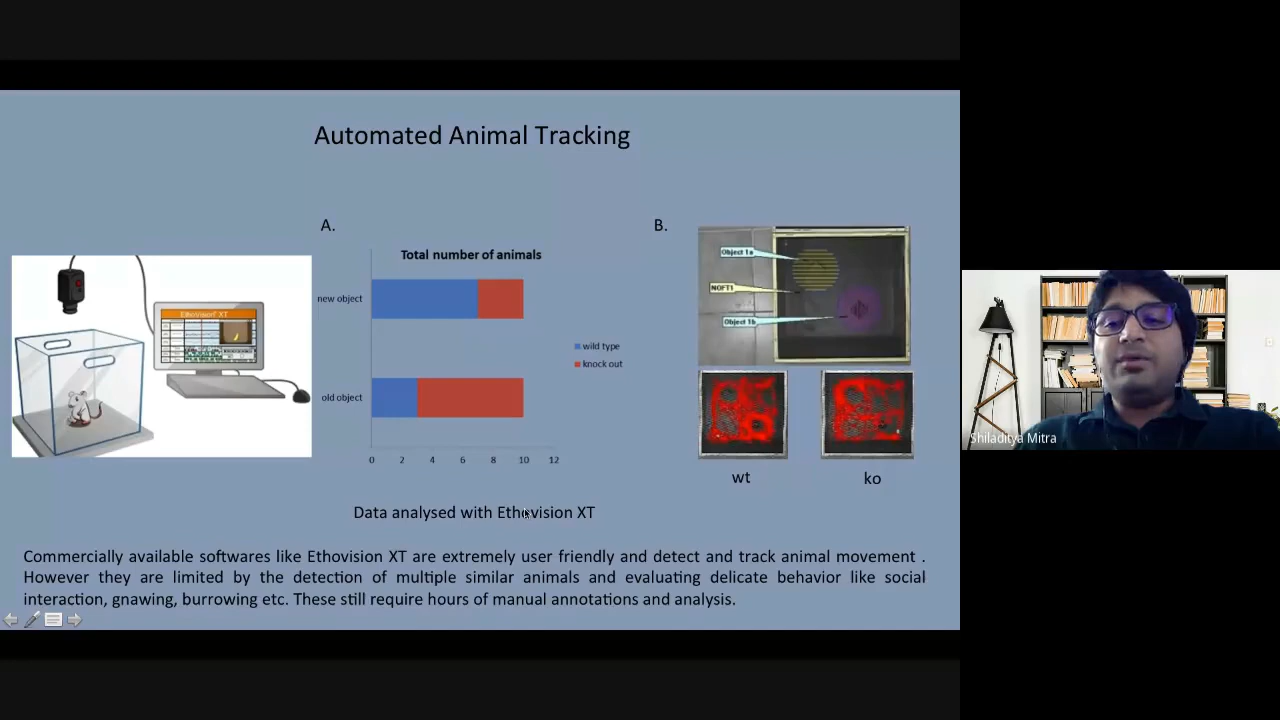 Automated Animal Tracking
A.
B.
Total number of animals
new object
old object
wild type
knock out
0 2 4 6 8 10 12
EthoVision XT
Object 1a
NOFT1
Object 1b
wt
ko
Data analysed with Ethovision XT
Commercially available softwares like Ethovision XT are extremely user friendly and detect and track animal movement .
However they are limited by the detection of multiple similar animals and evaluating delicate behavior like social
interaction, gnawing, burrowing etc. These still require hours of manual annotations and analysis.
Shiladitya Mitra